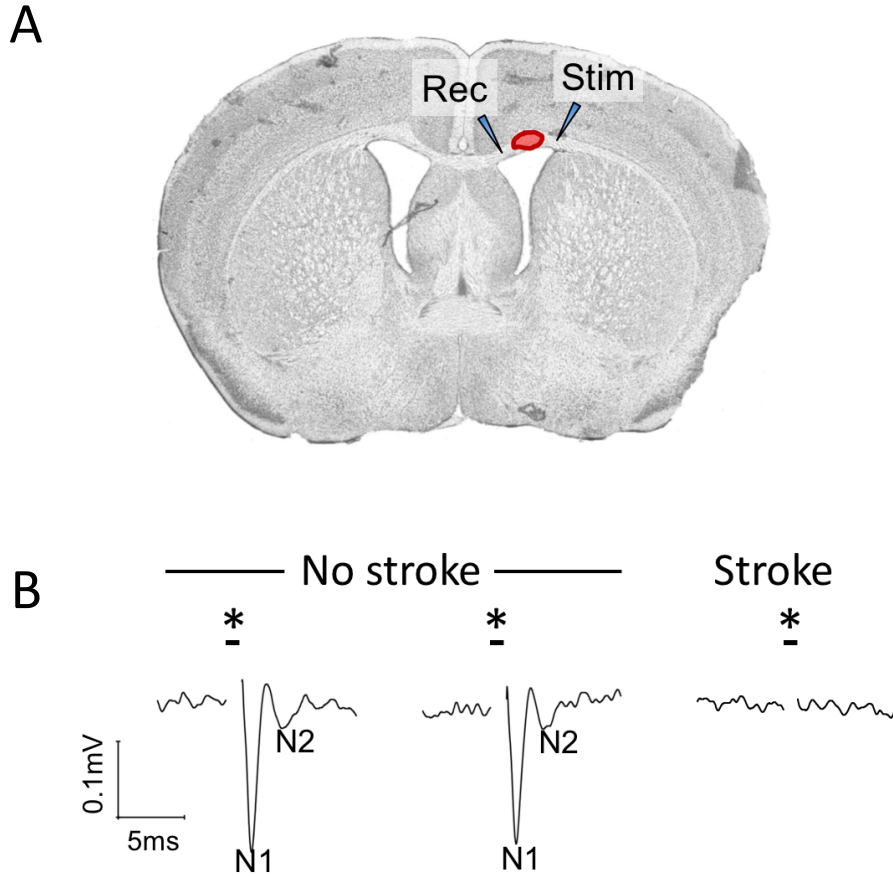 A
Rec
Stim
B
No stroke
Stroke
* * *
N2
N2
0.1mV
5ms
N1
N1